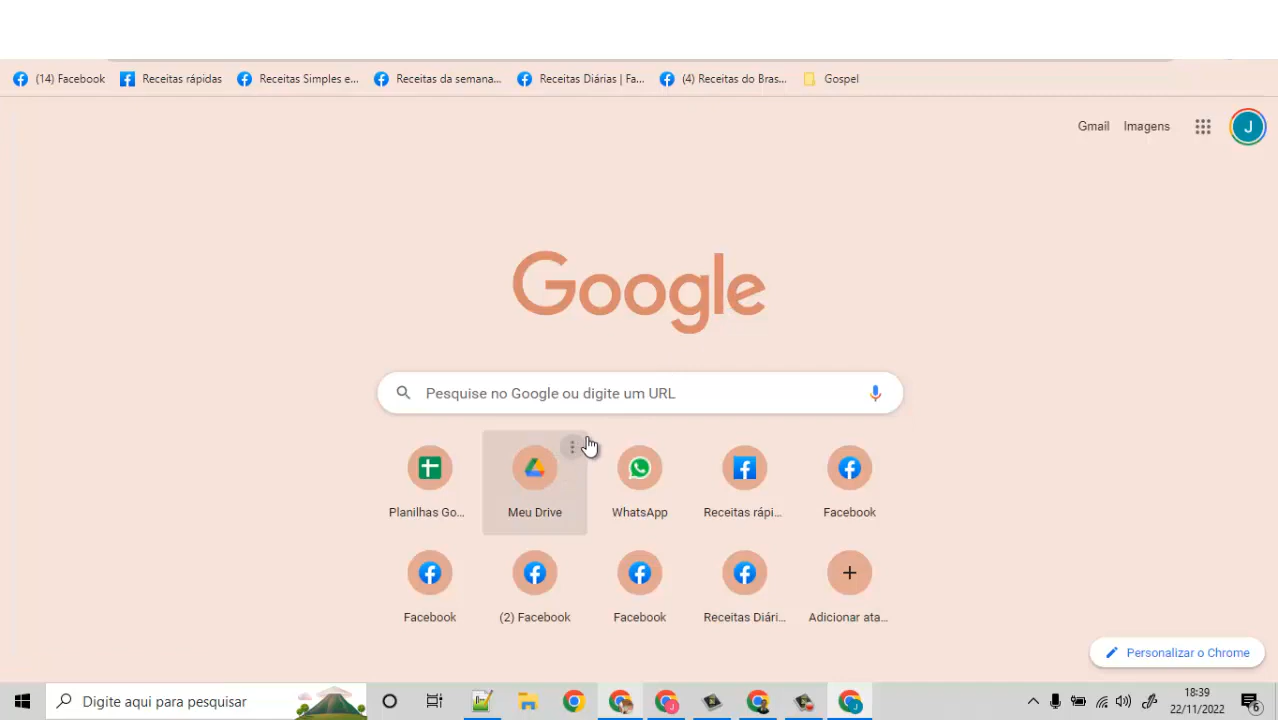 (14) Facebook
Receitas rápidas
Receitas Simples e...
Receitas da semana...
Receitas Diárias | Fa...
(4) Receitas do Bras...
Gospel
Gmail
Imagens
J
Google
Pesquise no Google ou digite um URL
Planilhas Go...
Meu Drive
WhatsApp
Receitas rápi...
Facebook
Facebook
(2) Facebook
Facebook
Receitas Diári...
Adicionar ata...
Personalizar o Chrome
Digite aqui para pesquisar
18:39
22/11/2022
6